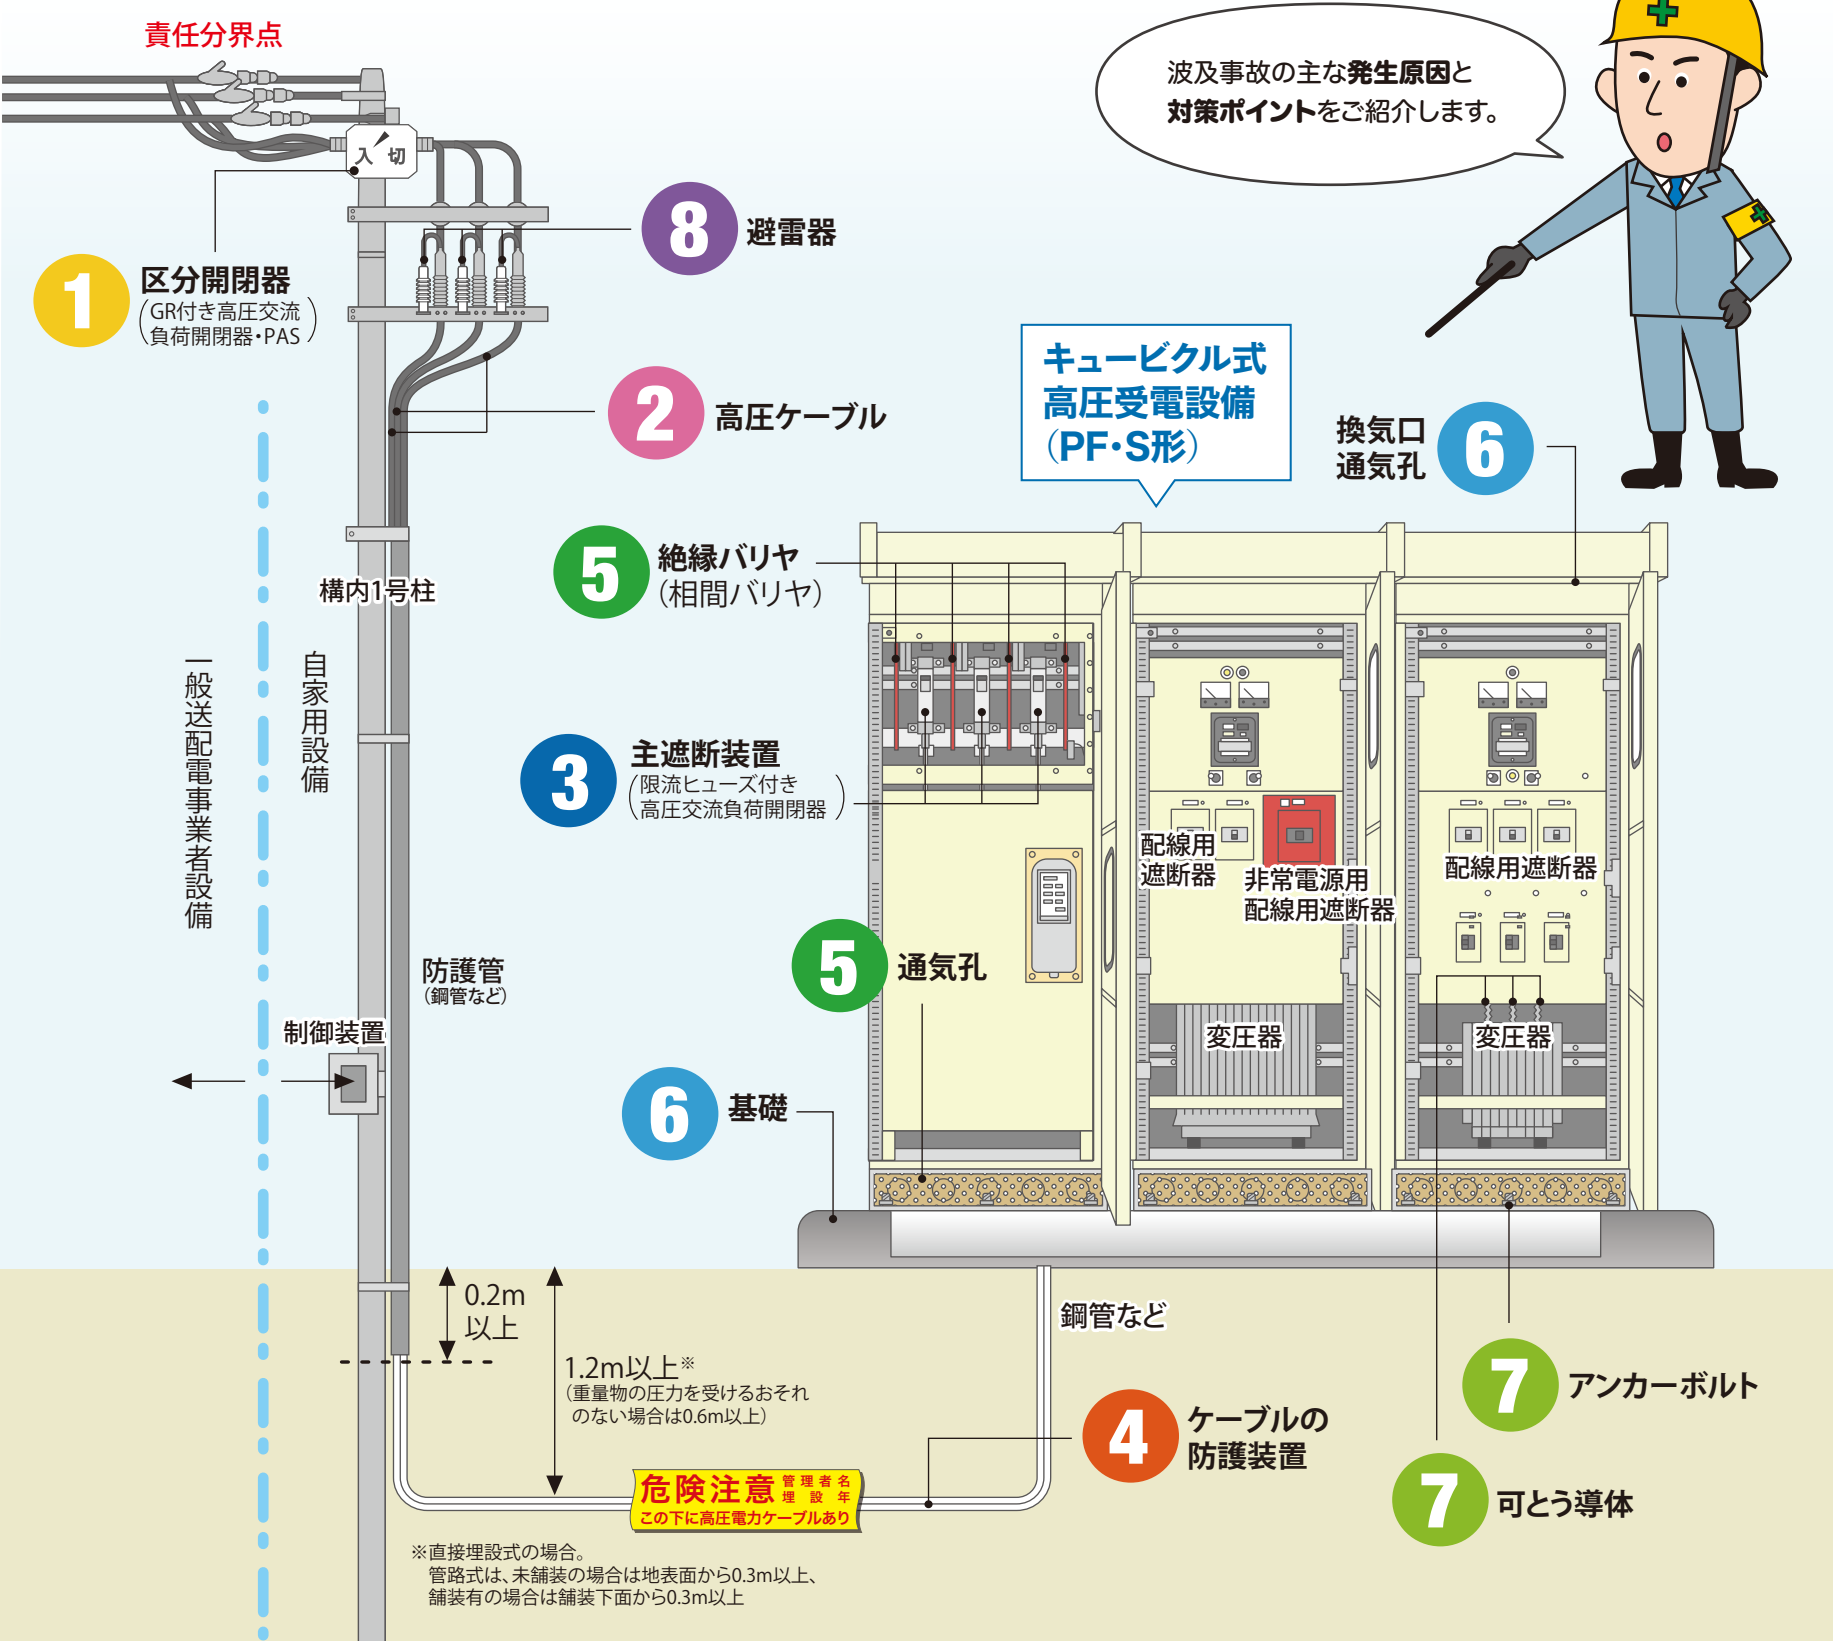 責任分界点
波及事故の主な発生原因と
対策ポイントをご紹介します。
入 切
8 避雷器
1 区分開閉器
(GR付き高圧交流
負荷開閉器・PAS)
キュービクル式
高圧受電設備
(PF・S形)
2 高圧ケーブル
換気口
通気孔
6
5 絶縁バリヤ
(相間バリヤ)
構内1号柱
一般送配電事業者設備
自家用設備
3 主遮断装置
(限流ヒューズ付き
高圧交流負荷開閉器)
配線用
遮断器
非常電源用
配線用遮断器
配線用遮断器
5 通気孔
防護管
(鋼管など)
制御装置
変圧器
変圧器
6 基礎
0.2m
以上
鋼管など
1.2m以上※
(重量物の圧力を受けるおそれ
のない場合は0.6m以上)
7 アンカーボルト
4 ケーブルの
防護装置
7 可とう導体
危険注意 管理者名
埋設年
この下に高圧電力ケーブルあり
※直接埋設式の場合。
管路式は、未舗装の場合は地表面から0.3m以上、
舗装有の場合は舗装下面から0.3m以上